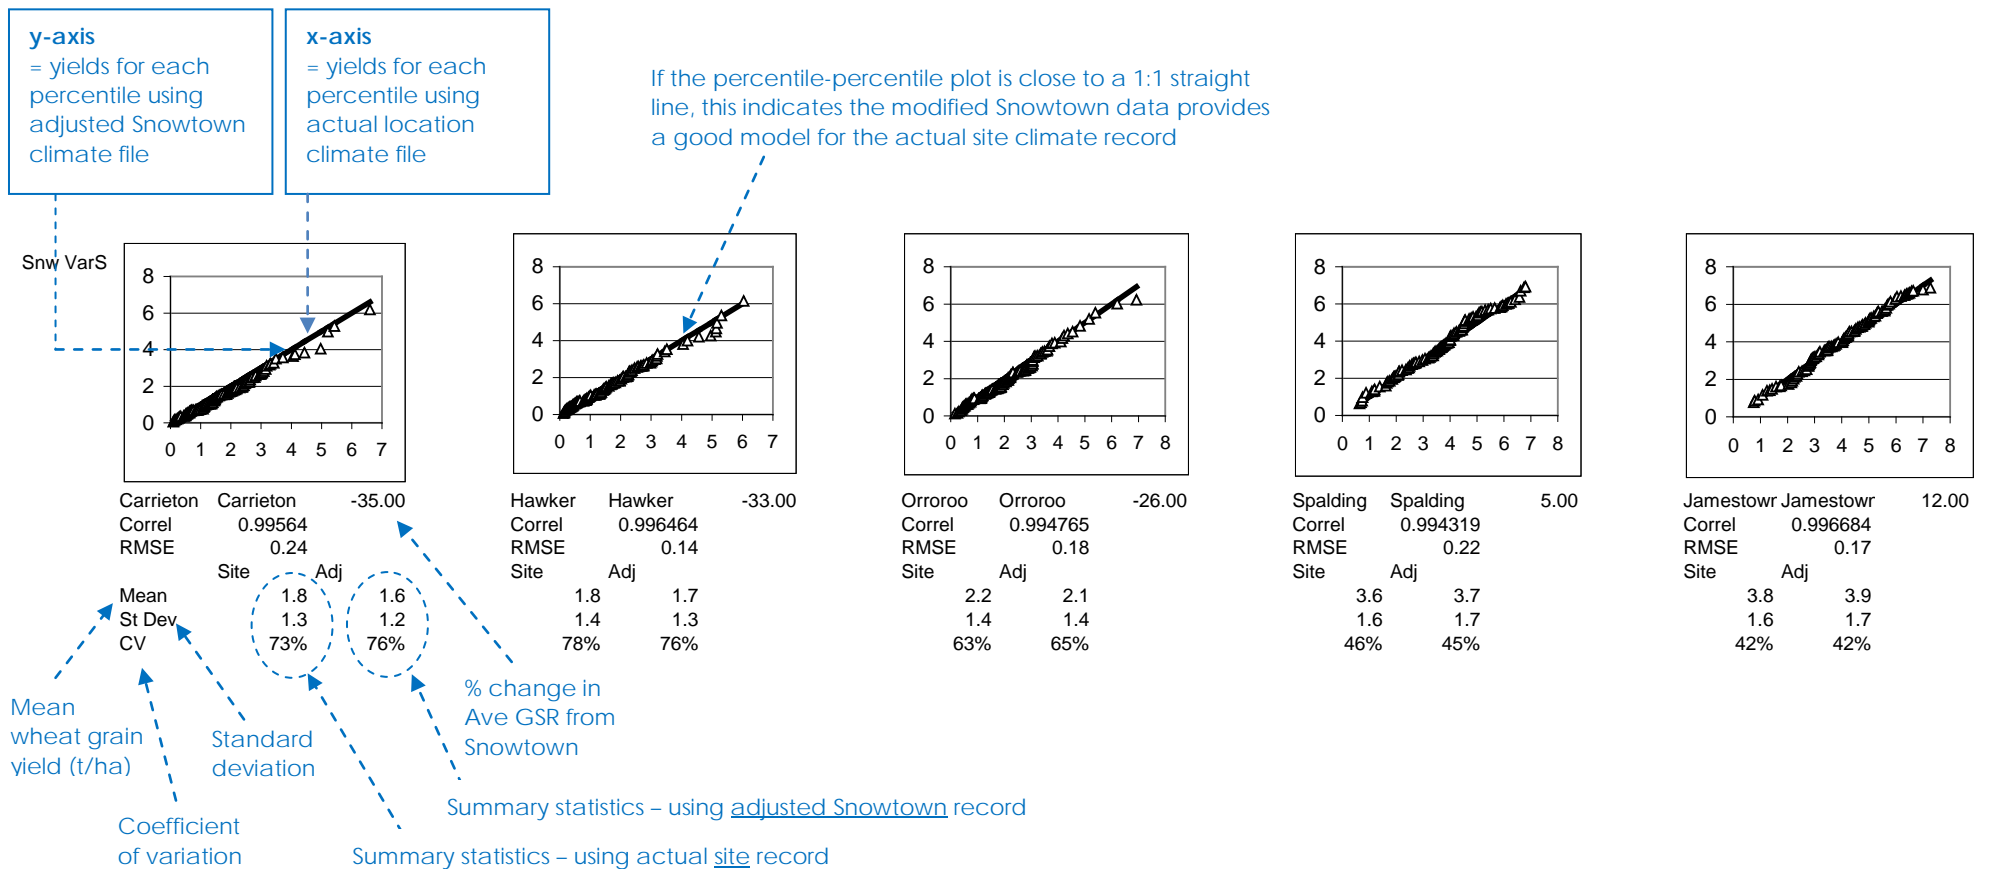 y-axis
= yields for each
percentile using
adjusted Snowtown
climate file
x-axis
= yields for each
percentile using
actual location
climate file
If the percentile-percentile plot is close to a 1:1 straight
line, this indicates the modified Snowtown data provides
a good model for the actual site climate record
Snw VarS
8
6
4
2
0
0 1 2 3 4 5 6 7
8
6
4
2
0
0 1 2 3 4 5 6 7
8
6
4
2
0
0 1 2 3 4 5 6 7 8
8
6
4
2
0
0 1 2 3 4 5 6 7 8
8
6
4
2
0
0 1 2 3 4 5 6 7 8
Carrieton Carrieton -35.00
Correl 0.99564
RMSE 0.24
Site Adj
Mean 1.8 1.6
St Dev 1.3 1.2
CV 73% 76%
Hawker Hawker -33.00
Correl 0.996464
RMSE 0.14
Site Adj
1.8 1.7
1.4 1.3
78% 76%
Orroroo Orroroo -26.00
Correl 0.994765
RMSE 0.18
Site Adj
2.2 2.1
1.4 1.4
63% 65%
Spalding Spalding 5.00
Correl 0.994319
RMSE 0.22
Site Adj
3.6 3.7
1.6 1.7
46% 45%
Jamestowr Jamestowr 12.00
Correl 0.996684
RMSE 0.17
Site Adj
3.8 3.9
1.6 1.7
42% 42%
Mean
wheat grain
yield (t/ha)
Standard
deviation
Coefficient
of variation
% change in
Ave GSR from
Snowtown
Summary statistics – using adjusted Snowtown record
Summary statistics – using actual site record